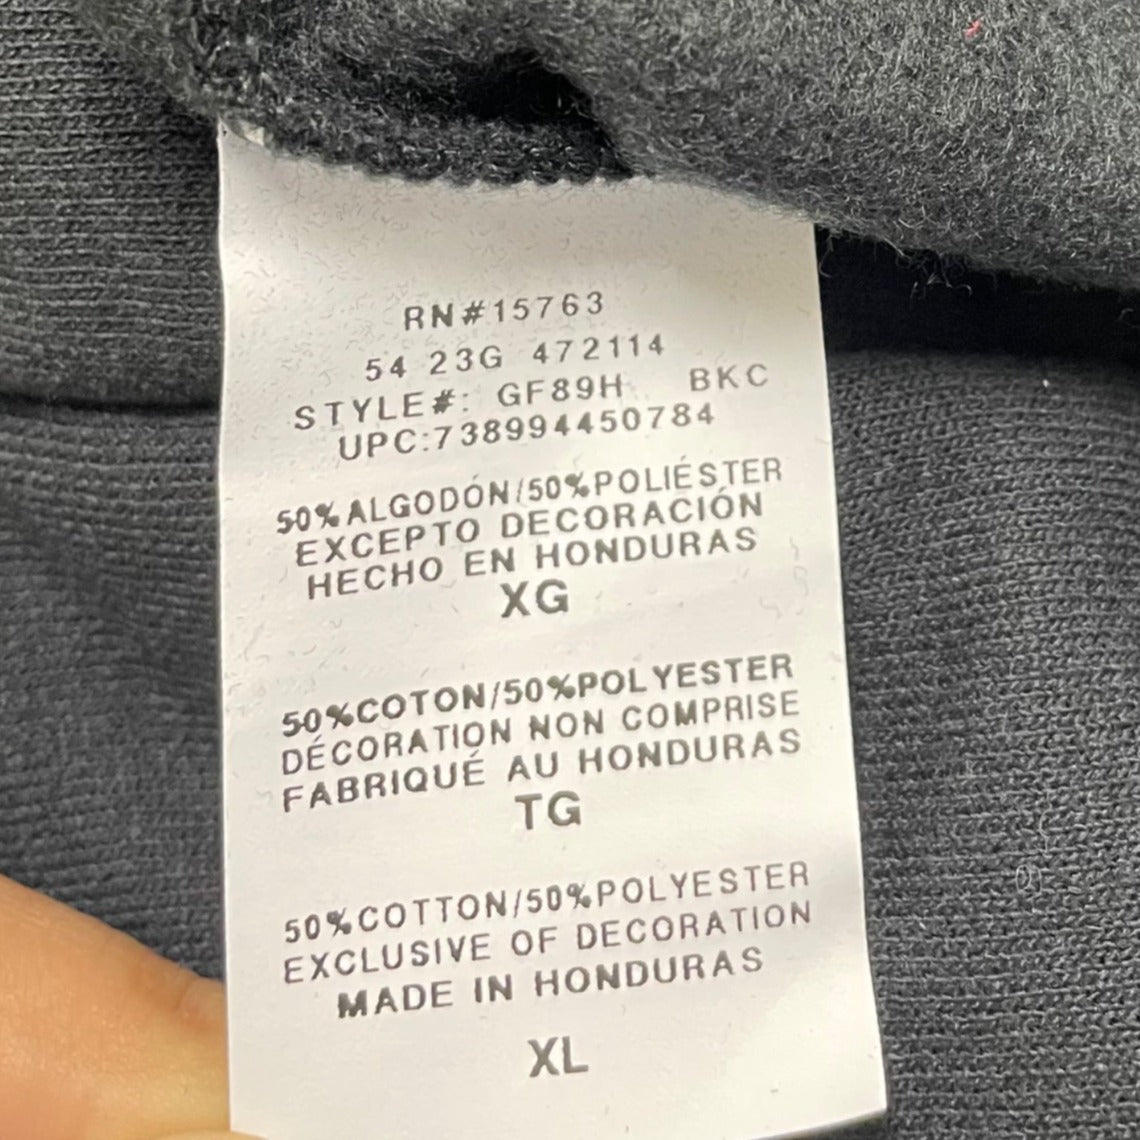 RN#15763
54 23G 472114
STYLE#: GF89H BKC
UPC:738994450784
50%ALGODÓN/50%POLIÉSTER
EXCEPTO DECORACIÓN
HECHO EN HONDURAS
XG
50%COTON/50%POLYESTER
DÉCORATION NON COMPRISE
FABRIQUÉ AU HONDURAS
TG
50%COTTON/50%POLYESTER
EXCLUSIVE OF DECORATION
MADE IN HONDURAS
XL